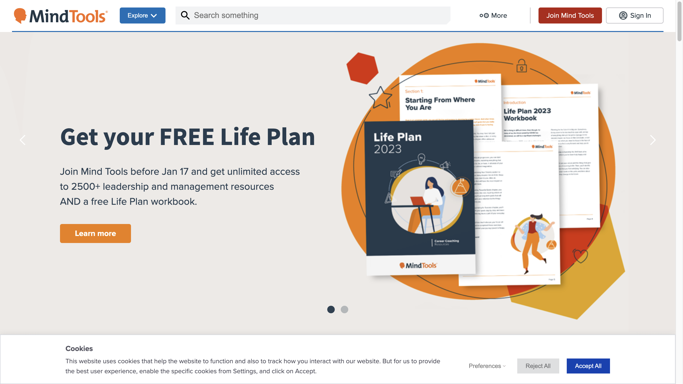 MindTools
Explore
Search something
More
Join Mind Tools
Sign In
Get your FREE Life Plan
Join Mind Tools before Jan 17 and get unlimited access
to 2500+ leadership and management resources
AND a free Life Plan workbook.
Learn more
MindTools
Starting From Where
You Are
MindTools
Introduction
Life Plan 2023
Workbook
MindTools
Life Plan
2023
Career Coaching
MindTools
Cookies
This website uses cookies that help the website to function and also to track how you interact with our website. But for us to provide
the best user experience, enable the specific cookies from Settings, and click on Accept.
Preferences
Reject All
Accept All